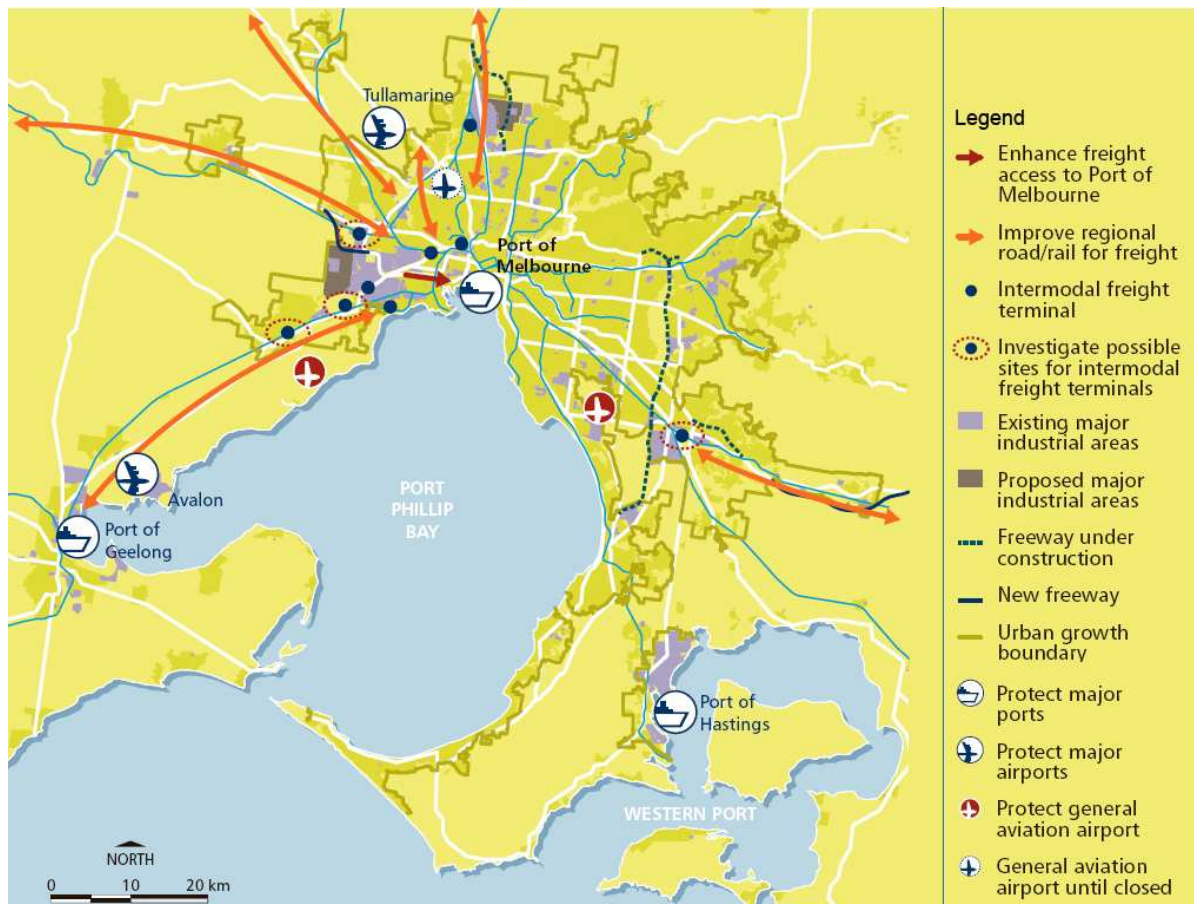 Tullamarine
Port of
Melbourne
PORT
PHILLIP
BAY
Avalon
Port of
Geelong
Port of
Hastings
WESTERN PORT
NORTH
0 10 20 km
Legend
Enhance freight
access to Port of
Melbourne
Improve regional
road/rail for freight
Intermodal freight
terminal
Investigate possible
sites for intermodal
freight terminals
Existing major
industrial areas
Proposed major
industrial areas
Freeway under
construction
New freeway
Urban growth
boundary
Protect major
ports
Protect major
airports
Protect general
aviation airport
General aviation
airport until closed